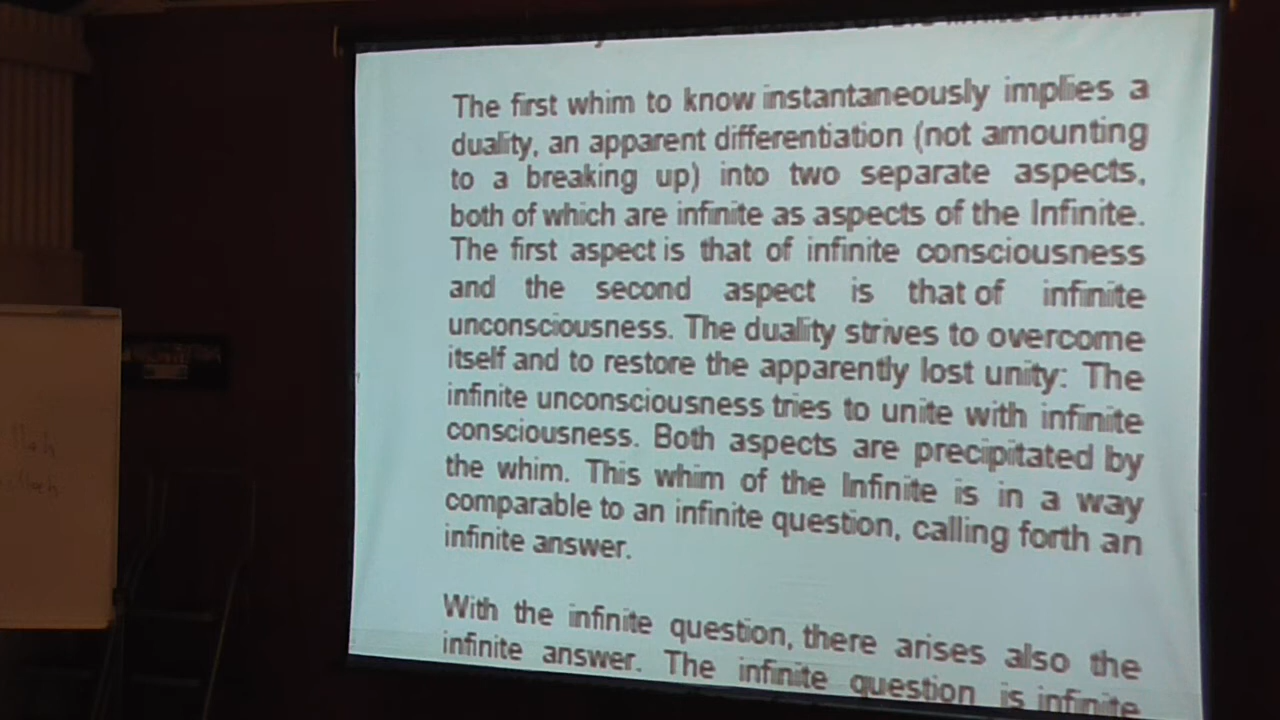 The first whim to know instantaneously implies a
duality, an apparent differentiation (not amounting
to a breaking up) into two separate aspects,
both of which are infinite as aspects of the Infinite.
The first aspect is that of infinite consciousness
and the second aspect is that of infinite
unconsciousness. The duality strives to overcome
itself and to restore the apparently lost unity: The
infinite unconsciousness tries to unite with infinite
consciousness. Both aspects are precipitated by
the whim. This whim of the Infinite is in a way
comparable to an infinite question, calling forth an
infinite answer.
With the infinite question, there arises also the
infinite answer. The infinite question is infinite